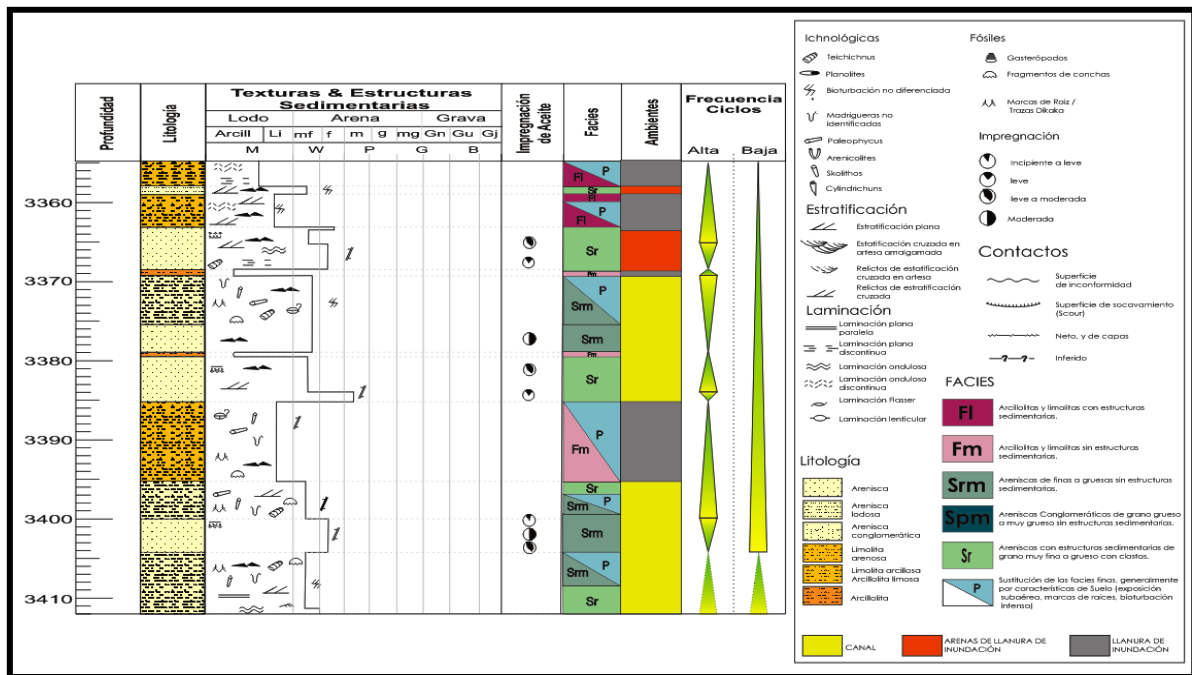 Profundidad
Litología
Texturas & Estructuras
Sedimentarias
Lodo
Arena
Grava
Arcill
Li
mf
f
m
g
mg
Gn
Gu
Gj
M
W
P
G
B
Impregnación
de Aceite
Facies
Ambientes
Frecuencia
Ciclos
Alta
Baja
3360
3370
3380
3390
3400
3410
P
Fl
Sr
Fl
P
Fl
Sr
Fm
P
Srm
Srm
Fm
Sr
P
Fm
Sr
P
Srm
Srm
P
Srm
Sr
Ichnológicas
Teichichnus
Planolites
Bioturbación no diferenciada
Madrigueras no
identificadas
Paleophycus
Arenicolites
Skolithos
Cylindrichuns
Estratificación
Estratificación plana
Estatificación cruzada en
artesa amalgamada
Relictos de estatificación
cruzada en artesa
Relictos de estratificación
cruzada
Laminación
Laminación plana
paralela
Laminación plana
discontinua
Laminación ondulosa
Laminación ondulosa
discontinua
Laminación Flasser
Laminación lenticular
Litología
Arenisca
Arenisca
lodosa
Arenisca
conglomerática
Limolita
arenosa
Limolita arcillosa
Arcillolita limosa
Arcillolita
Fósiles
Gasterópodos
Fragmentos de conchas
Marcas de Raiz /
Trazas Dikaka
Impregnación
Incipiente a leve
leve
leve a moderada
Moderada
Contactos
Superficie
de inconformidad
Superficie de socavamiento
(Scour)
Neto, y de capas
?
?
Inferido
FACIES
Fl
Arcillolitas y limolitas con estructuras
sedimentarias.
Fm
Arcillolitas y limolitas sin estructuras
sedimentarias.
Srm
Areniscas de finas a gruesas sin estructuras
sedimentarias.
Spm
Areniscas Conglomeráticas de grano grueso
a muy grueso sin estructuras sedimentarias.
Sr
Areniscas con estructuras sedimentarias de
grano muy fino a grueso con clastos.
P
Sustitución de las facies finas, generalmente
por características de Suelo (exposición
subaérea, marcas de raíces, bioturbación
intensa)
CANAL
ARENAS DE LLANURA DE
INUNDACIÓN
LLANURA DE
INUNDACIÓN